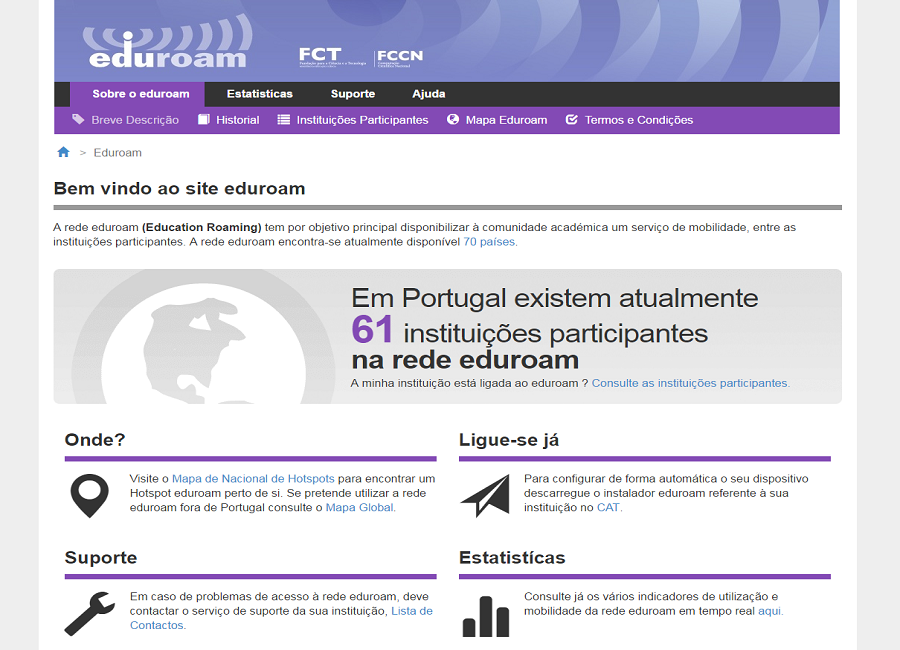 eduroam
FCT
FCCN
Sobre o eduroam Estatisticas Suporte Ajuda
Breve Descrição Historial Instituições Participantes Mapa Eduroam Termos e Condições
> Eduroam
Bem vindo ao site eduroam
A rede eduroam (Education Roaming) tem por objetivo principal disponibilizar à comunidade académica um serviço de mobilidade, entre as
instituições participantes. A rede eduroam encontra-se atualmente disponível 70 países.
Em Portugal existem atualmente
61 instituições participantes
na rede eduroam
A minha instituição está ligada ao eduroam ? Consulte as instituições participantes.
Onde?
Visite o Mapa de Nacional de Hotspots para encontrar um
Hotspot eduroam perto de si. Se pretende utilizar a rede
eduroam fora de Portugal consulte o Mapa Global.
Ligue-se já
Para configurar de forma automática o seu dispositivo
descarregue o instalador eduroam referente à sua
instituição no CAT.
Suporte
Em caso de problemas de acesso à rede eduroam, deve
contactar o serviço de suporte da sua instituição, Lista de
Contactos.
Estatistícas
Consulte já os vários indicadores de utilização e
mobilidade da rede eduroam em tempo real aqui.